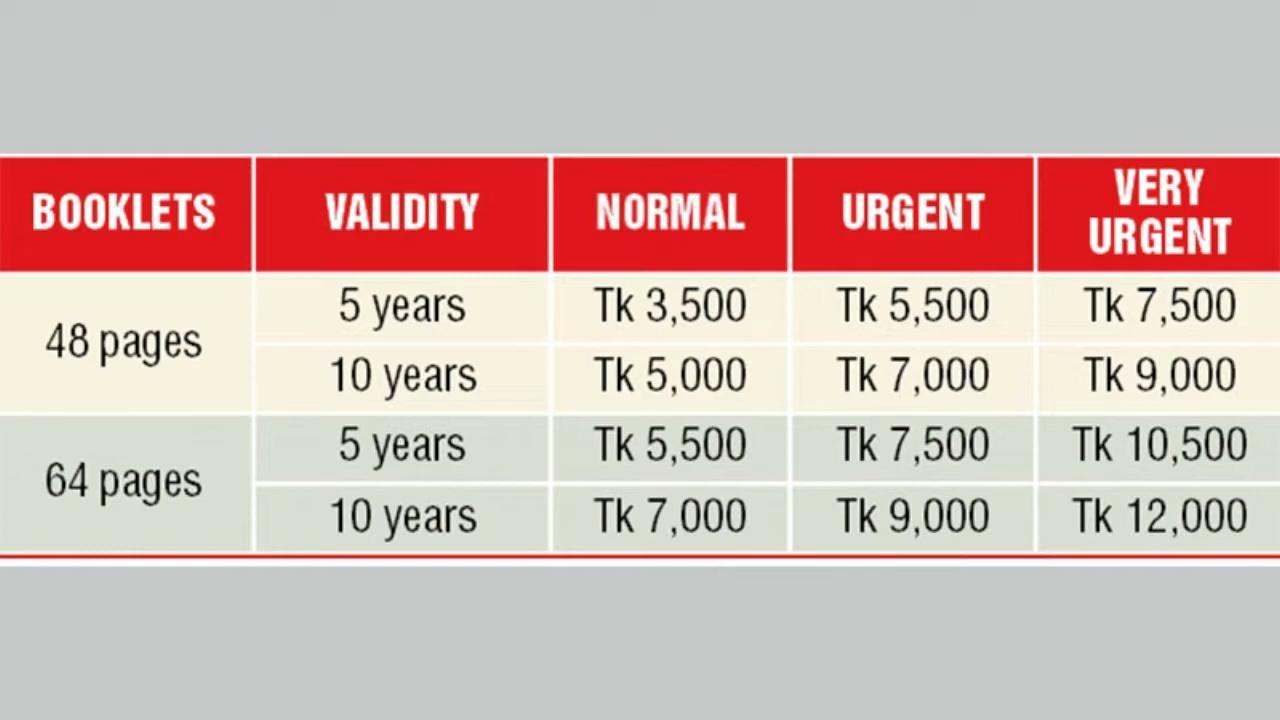 BOOKLETS VALIDITY NORMAL URGENT VERY URGENT
48 pages 5 years Tk 3,500 Tk 5,500 Tk 7,500
10 years Tk 5,000 Tk 7,000 Tk 9,000
64 pages 5 years Tk 5,500 Tk 7,500 Tk 10,500
10 years Tk 7,000 Tk 9,000 Tk 12,000